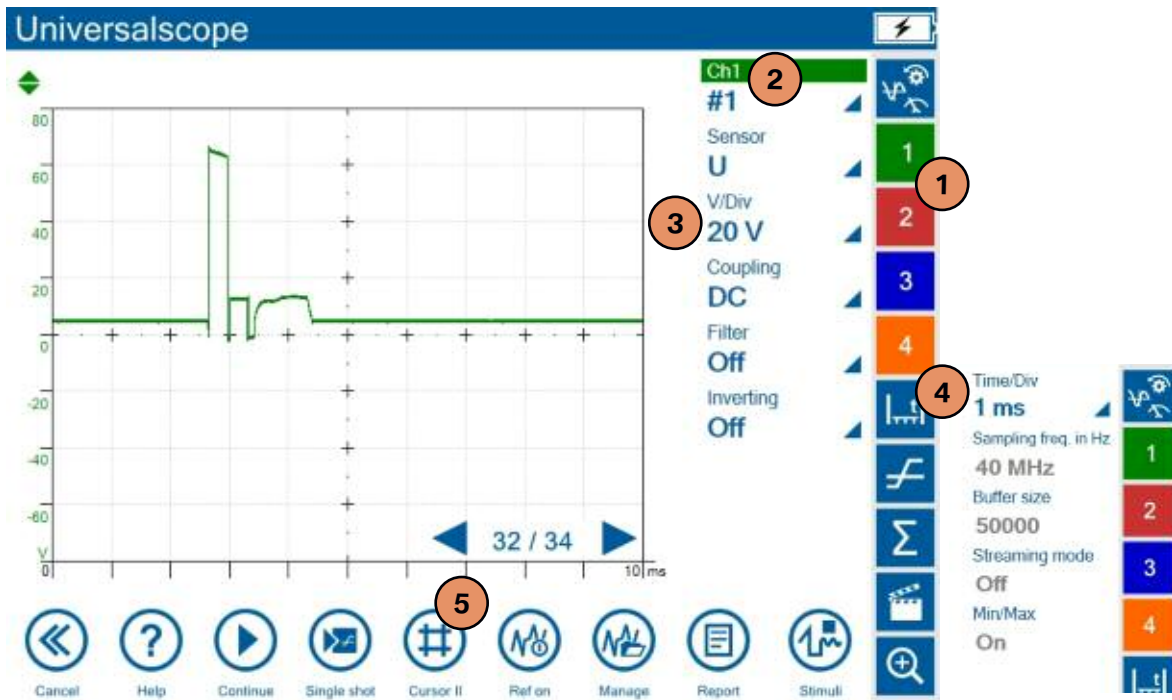 Universalscope
Ch1
2
#1
Sensor
U
V/Div
3
20 V
Coupling
DC
Filter
Off
Inverting
Off
1
1
2
3
4
4
t
Σ
80
60
40
20
0
-20
-40
-60
V
0
10 ms
32 / 34
5
?
Cancel
Help
Continue
Single shot
Cursor II
Ref on
Manage
Report
Stimuli
Time/Div
1 ms
Sampling freq. in Hz
40 MHz
Buffer size
50000
Streaming mode
Off
Min/Max
On
1
2
3
4
t